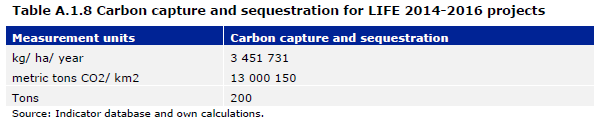 Table A.1.8 Carbon capture and sequestration for LIFE 2014-2016 projects
Measurement units Carbon capture and sequestration
kg/ ha/ year 3 451 731
metric tons CO2/ km2 13 000 150
Tons 200
Source: Indicator database and own calculations.